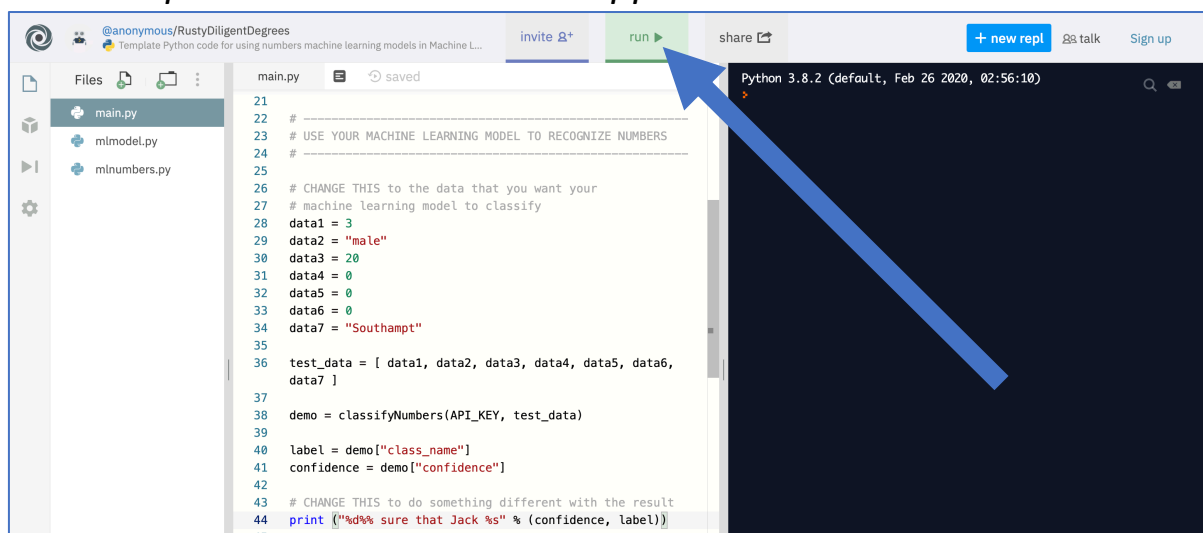 @anonymous/RustyDiligentDegrees
Template Python code for using numbers machine learning models in Machine L...
invite
run
share
+ new repl
talk
Sign up
Files
main.py
mlmodel.py
mlnumbers.py
main.py
saved
21
22 # ––––––––––––––––––––––––––––––––––––––––––––––––––––––
23 # USE YOUR MACHINE LEARNING MODEL TO RECOGNIZE NUMBERS
24 # ––––––––––––––––––––––––––––––––––––––––––––––––––––––
25
26 # CHANGE THIS to the data that you want your
27 # machine learning model to classify
28 data1 = 3
29 data2 = "male"
30 data3 = 20
31 data4 = 0
32 data5 = 0
33 data6 = 0
34 data7 = "Southampt"
35
36 test_data = [ data1, data2, data3, data4, data5, data6,
data7 ]
37
38 demo = classifyNumbers(API_KEY, test_data)
39
40 label = demo["class_name"]
41 confidence = demo["confidence"]
42
43 # CHANGE THIS to do something different with the result
44 print ("%d%% sure that Jack %s" % (confidence, label))
Python 3.8.2 (default, Feb 26 2020, 02:56:10)
>